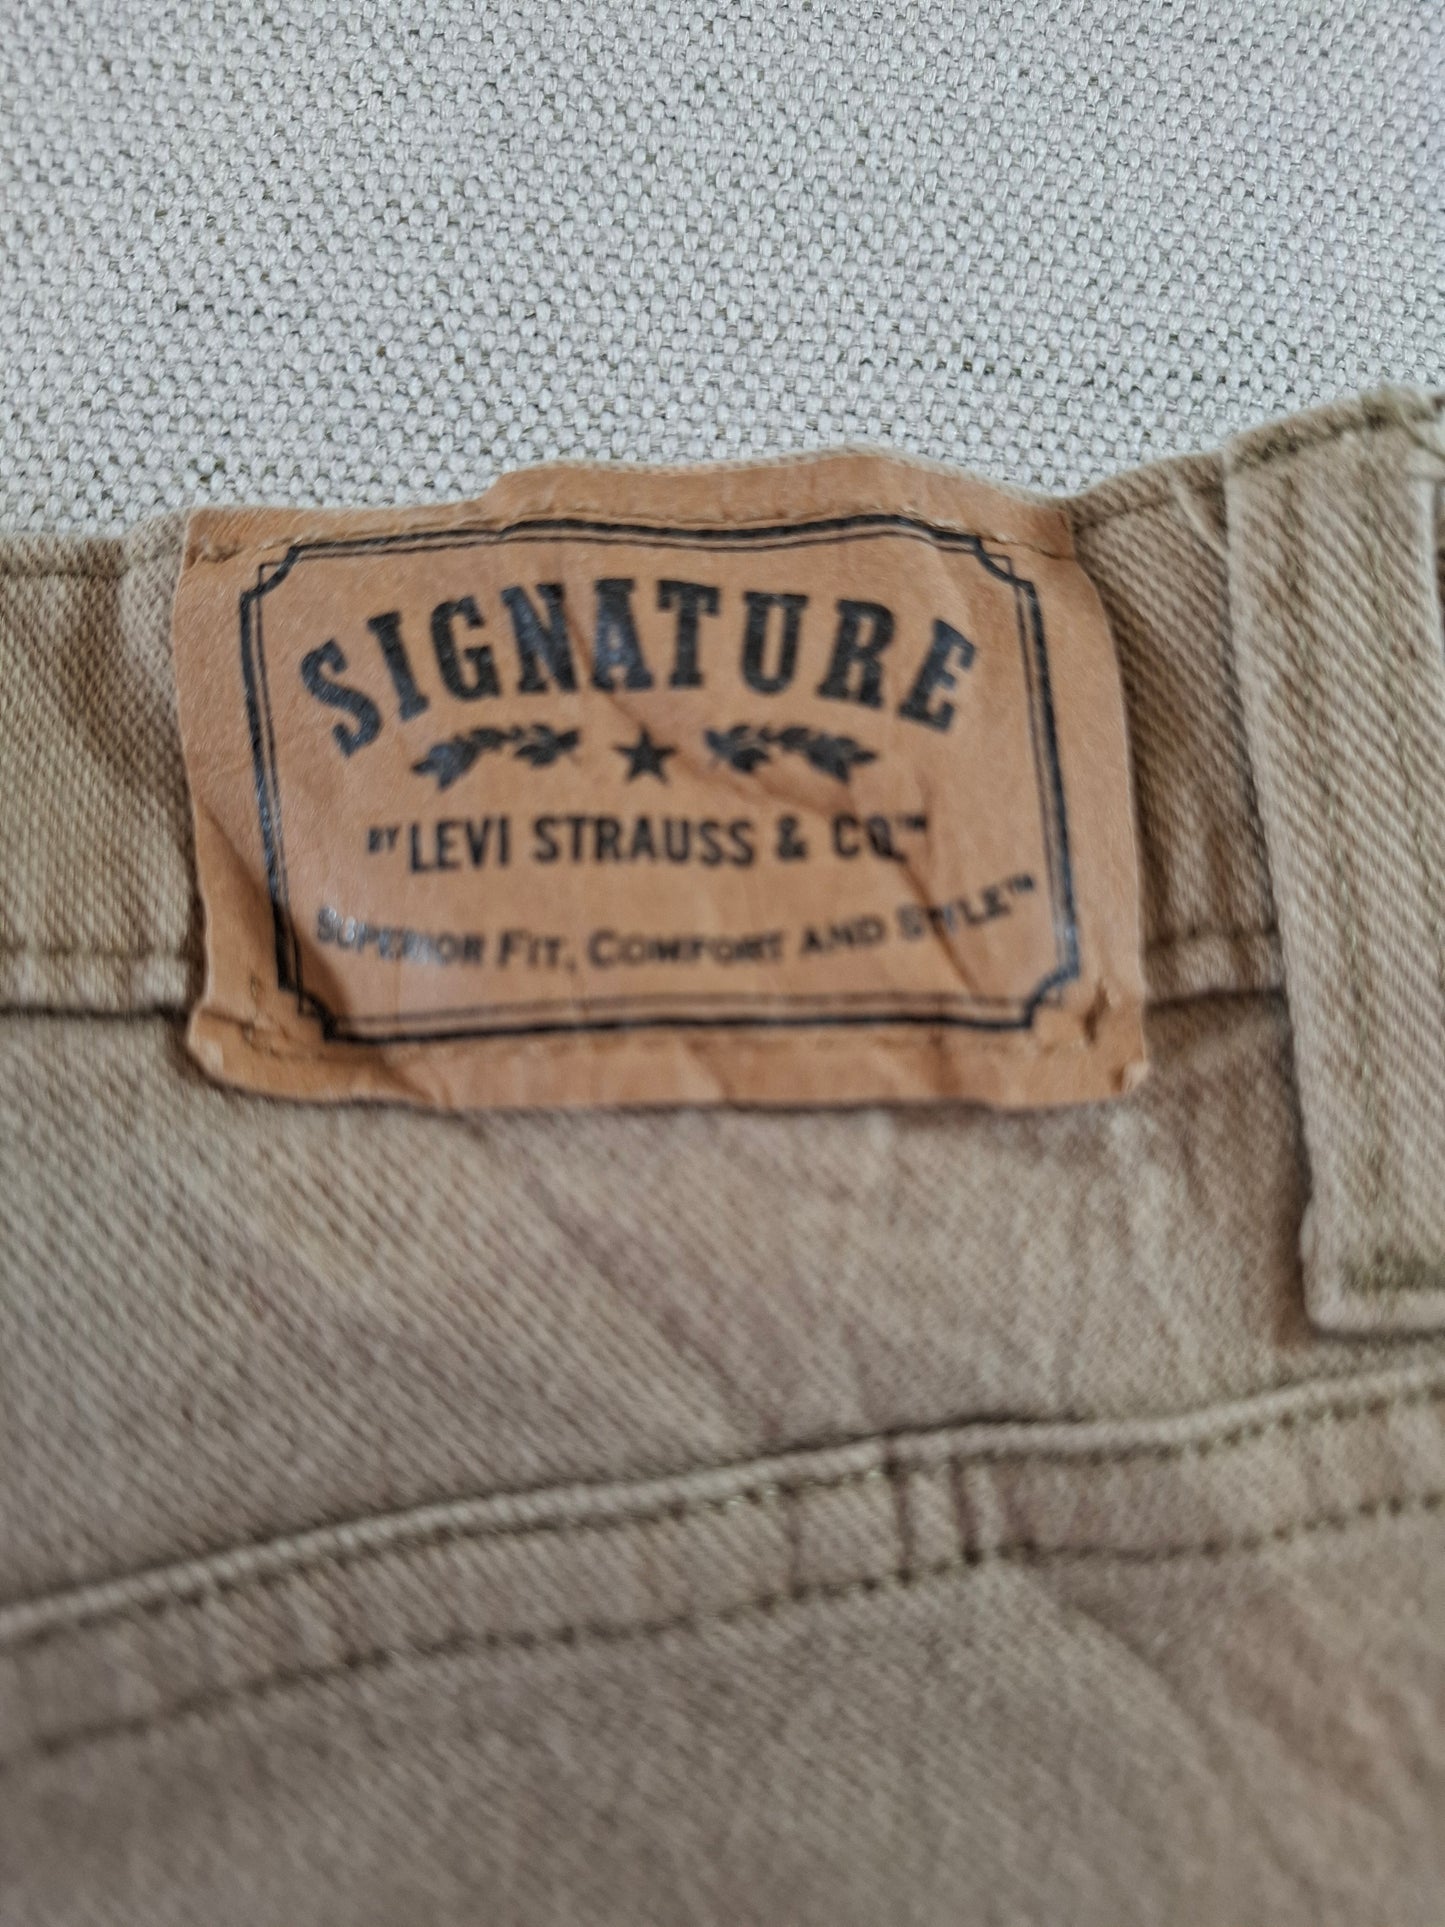 SIGNATURE
BY LEVI STRAUSS & CO.™
SUPERIOR FIT, COMFORT AND STYLE™